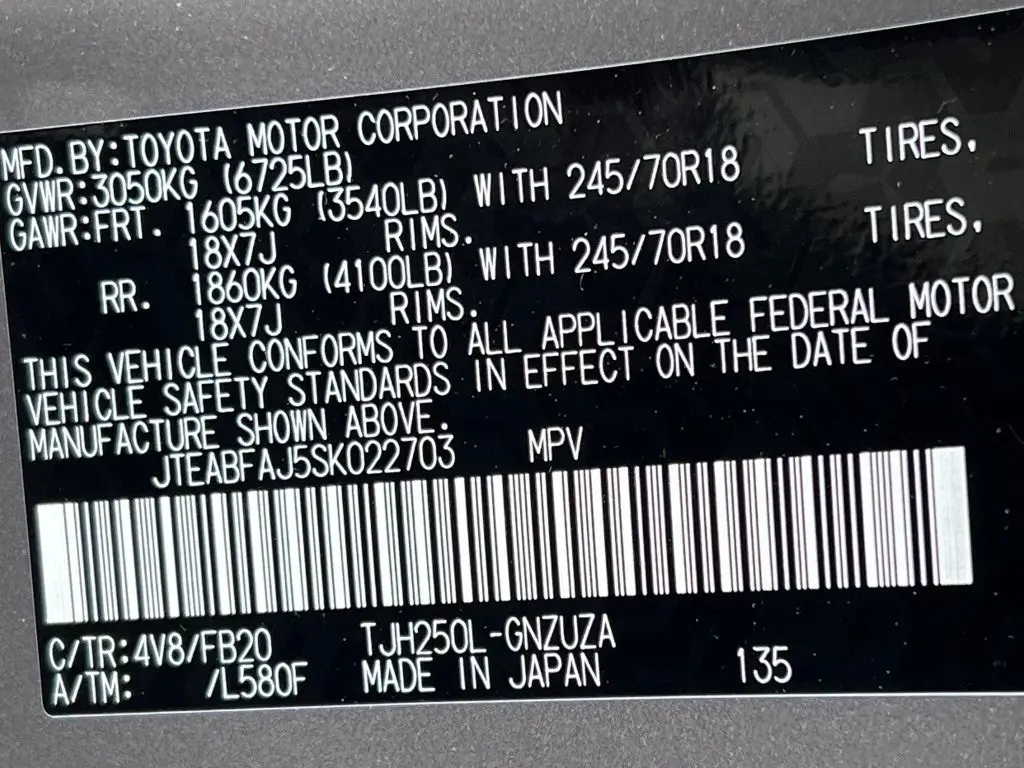 MFD.BY:TOYOTA MOTOR CORPORATION
GVWR:3050KG (6725LB)
GAWR:FRT. 1605KG (3540LB) WITH 245/70R18 TIRES.
18X7J RIMS.
RR. 1860KG (4100LB) WITH 245/70R18 TIRES.
18X7J RIMS.
THIS VEHICLE CONFORMS TO ALL APPLICABLE FEDERAL MOTOR
VEHICLE SAFETY STANDARDS IN EFFECT ON THE DATE OF
MANUFACTURE SHOWN ABOVE.
JTEABFAJ5SK022703 MPV
C/TR:4V8/FB20 TJH250L-GNZUZA
A/TM: /L580F MADE IN JAPAN 135